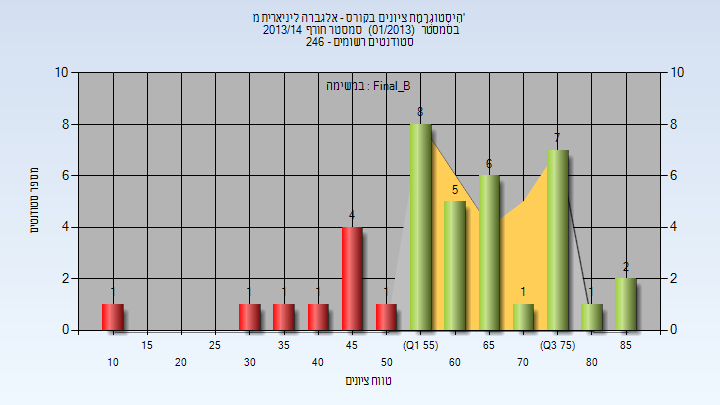 היסטוגרמת ציונים בקורס - אלגברה ליניארית מ'
בסמסטר (01/2013) סמסטר חורף 2013/14
סטודנטים רשומים - 246
במשימה : Final_B
מספר סטודנטים
10 8 6 4 2 0
10 8 6 4 2 0
1 1 1 1 4 1 8 5 6 1 7 1 2
15 25 35 45 (Q1 55) 65 (Q3 75) 85
10 20 30 40 50 60 70 80
טווח ציונים